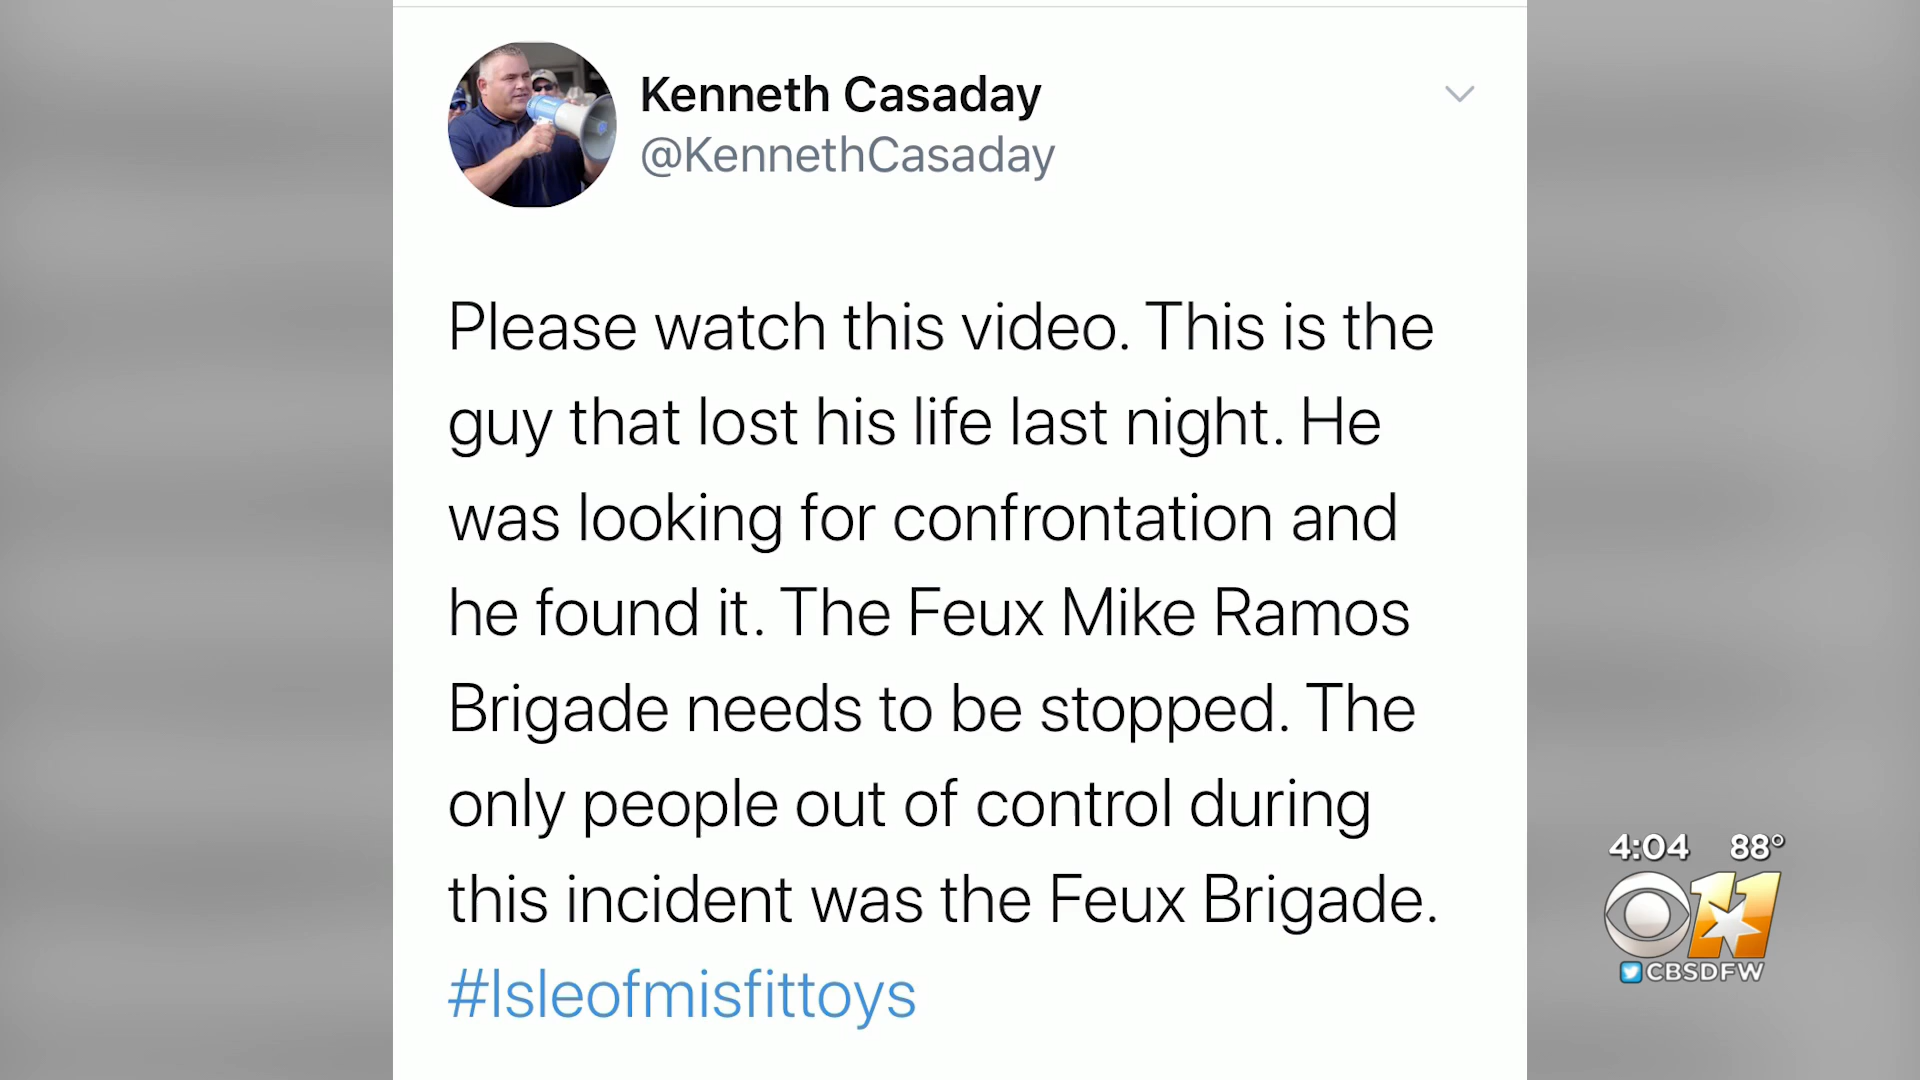 Kenneth Casaday
@KennethCasaday
Please watch this video. This is the
guy that lost his life last night. He
was looking for confrontation and
he found it. The Feux Mike Ramos
Brigade needs to be stopped. The
only people out of control during
this incident was the Feux Brigade.
#Isleofmisfittoys
4:04 88°
11
CBSDFW